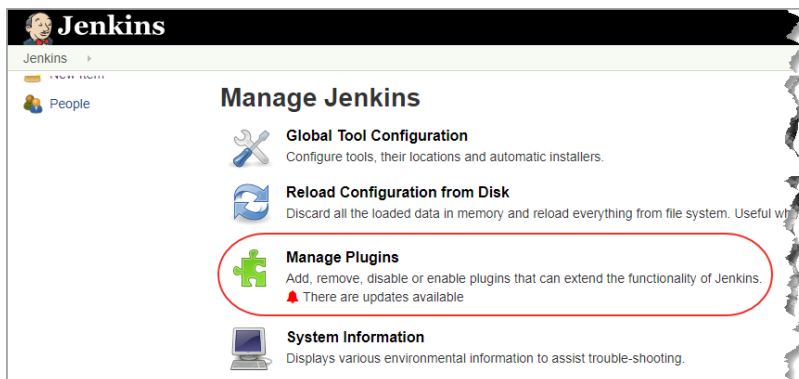 Jenkins
Jenkins
New Item
People
Manage Jenkins
Global Tool Configuration
Configure tools, their locations and automatic installers.
Reload Configuration from Disk
Discard all the loaded data in memory and reload everything from file system. Useful
Manage Plugins
Add, remove, disable or enable plugins that can extend the functionality of Jenkins.
There are updates available
System Information
Displays various environmental information to assist trouble-shooting.